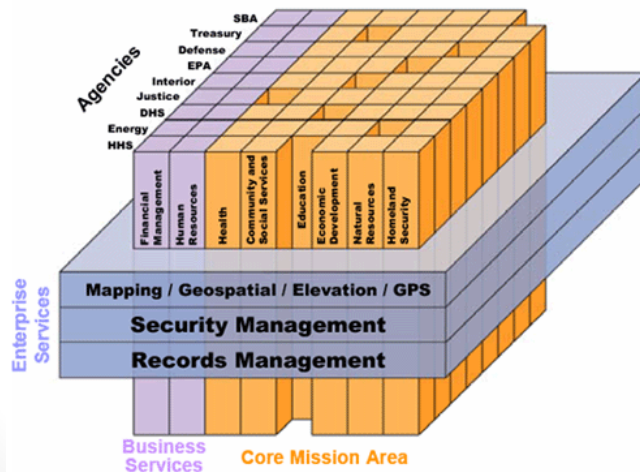 SBA
Treasury
Defense
EPA
Interior
Justice
DHS
Energy
HHS
Agencies
Financial
Management
Human
Resources
Health
Community and
Social Services
Education
Economic
Development
Natural
Resources
Homeland
Security
Enterprise
Services
Mapping / Geospatial / Elevation / GPS
Security Management
Records Management
Business
Services
Core Mission Area